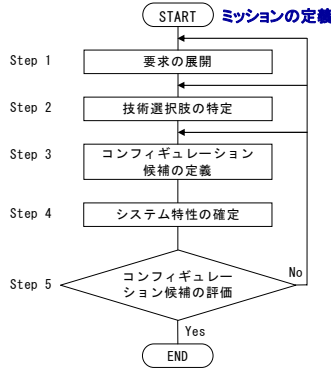 START
ミッションの定義
Step 1
要求の展開
Step 2
技術選択肢の特定
Step 3
コンフィギュレーション
候補の定義
Step 4
システム特性の確定
Step 5
コンフィギュレー
ション候補の評価
No
Yes
END